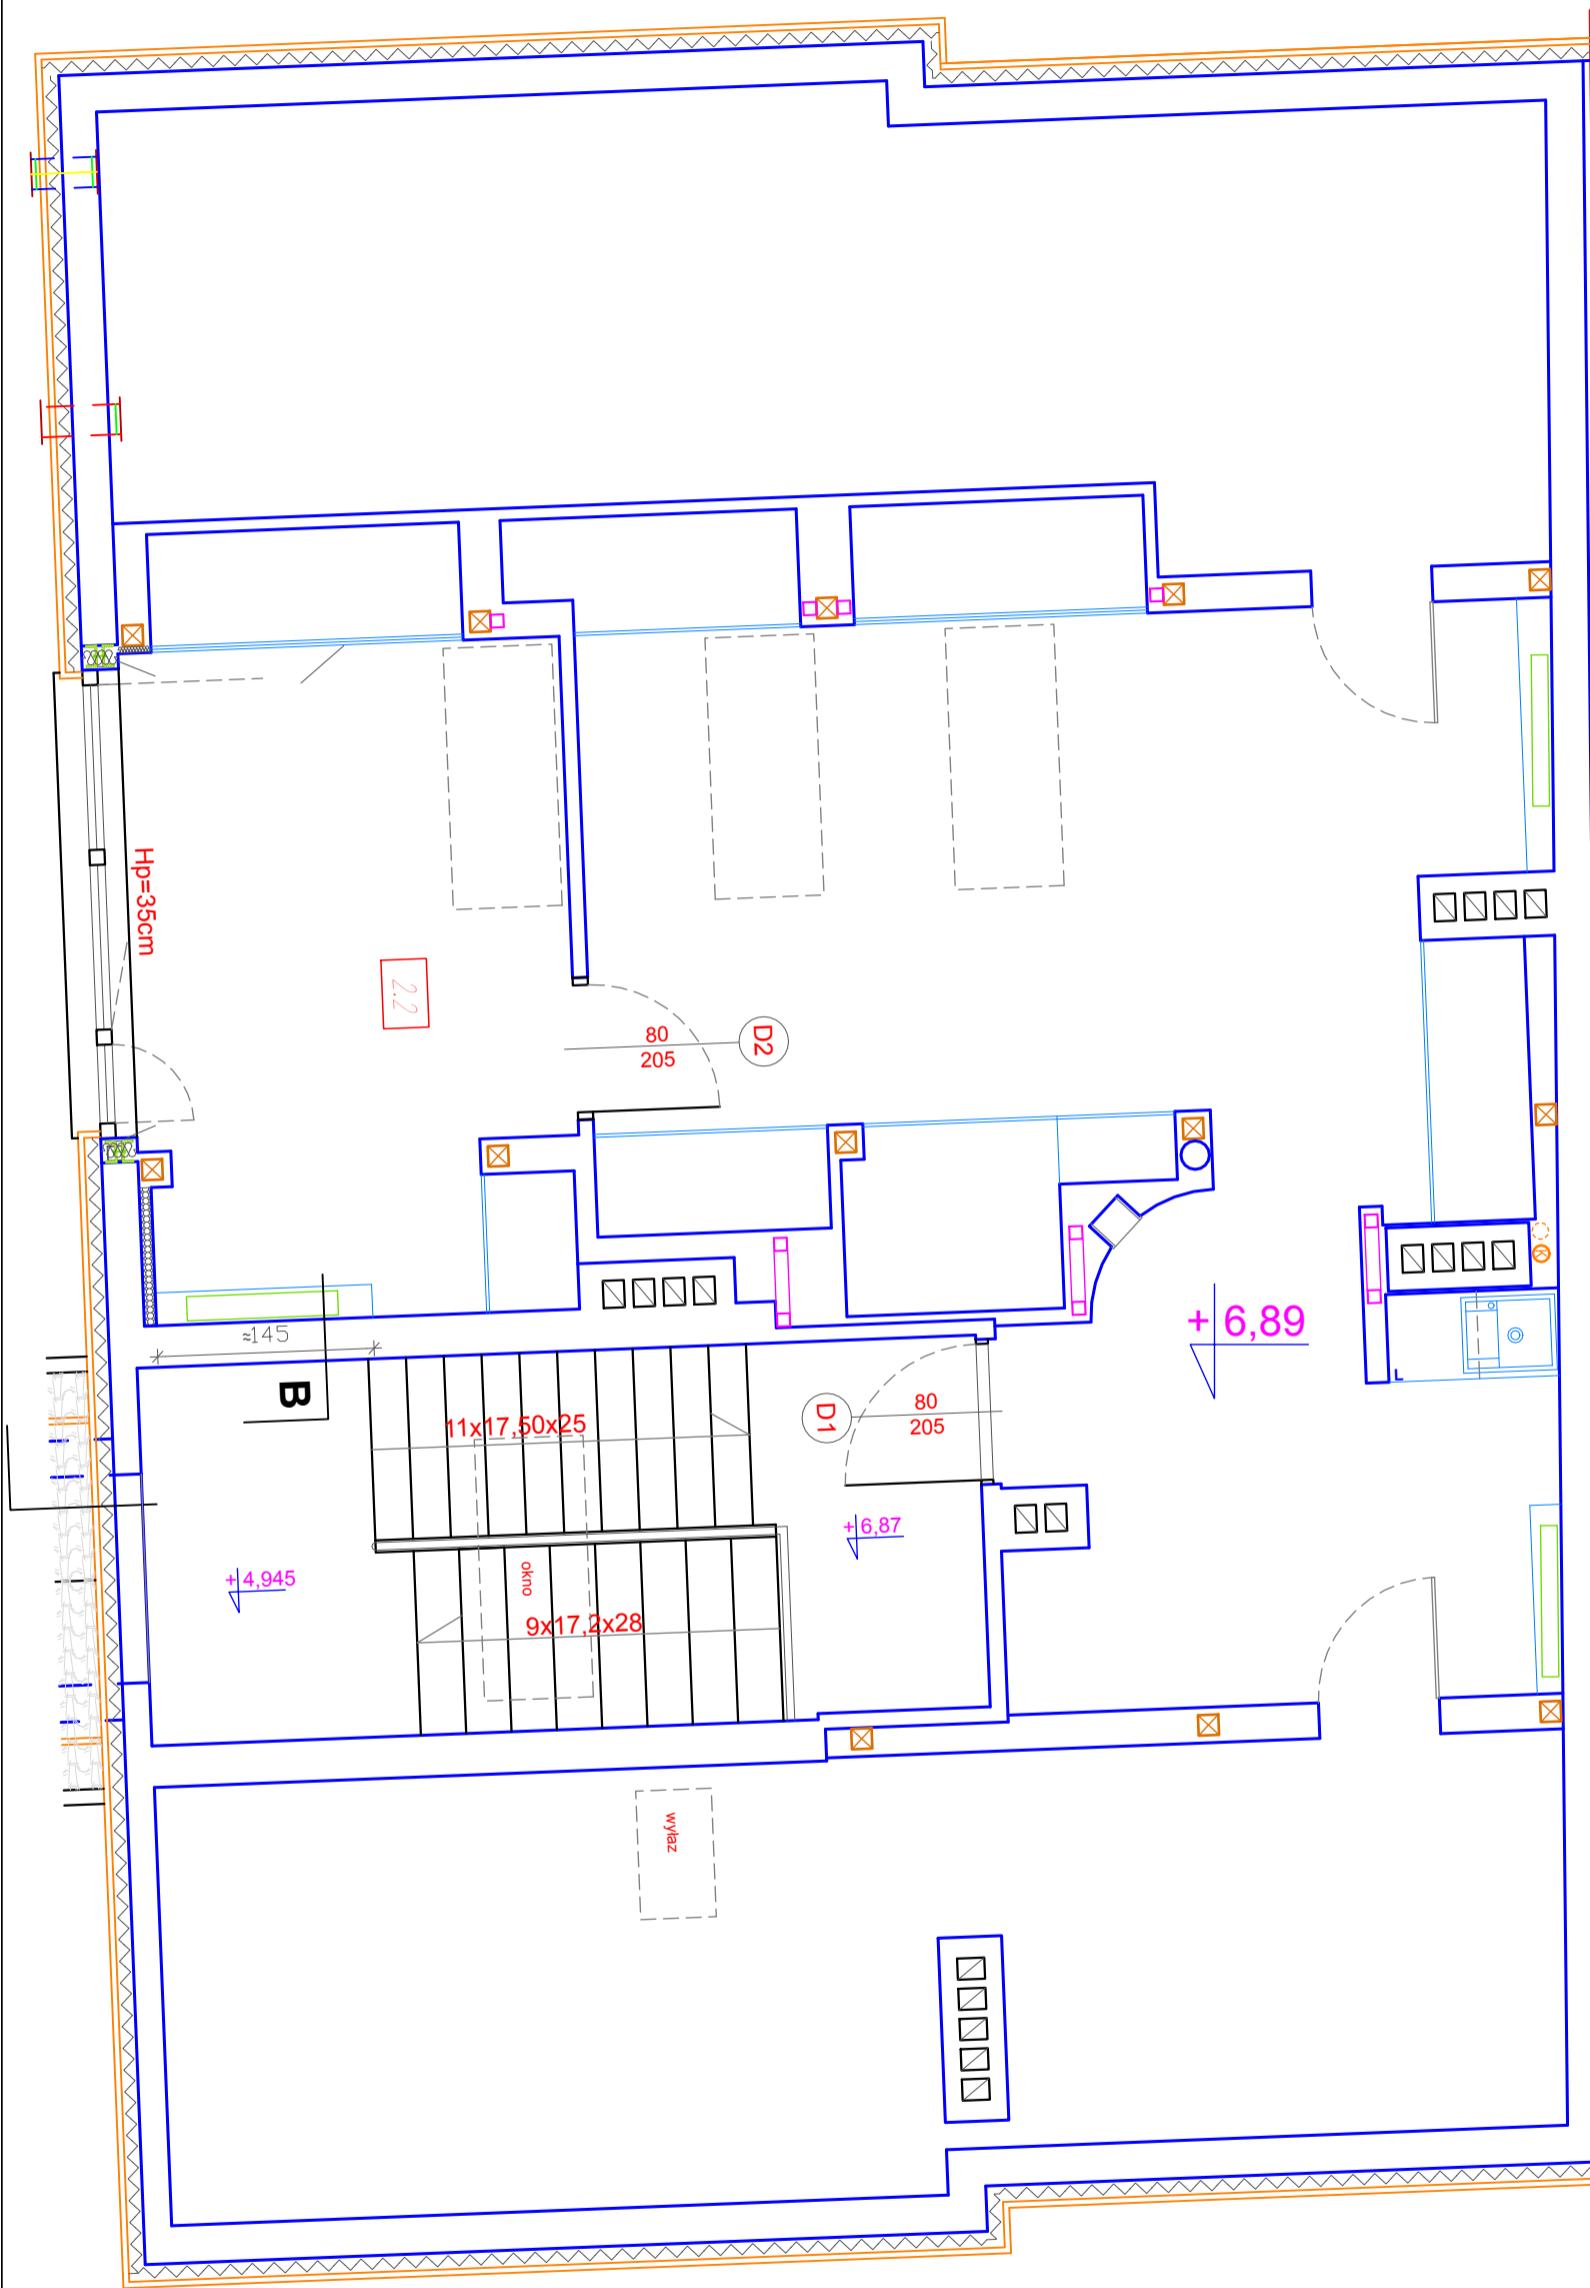 Hp=35cm
2.2
80
205
D2
+ 6,89
≈145
B
11x17,50x25
D1
80
205
L
+ 6,87
okno
+ 4,945
9x17,2x28
wyłaz
K